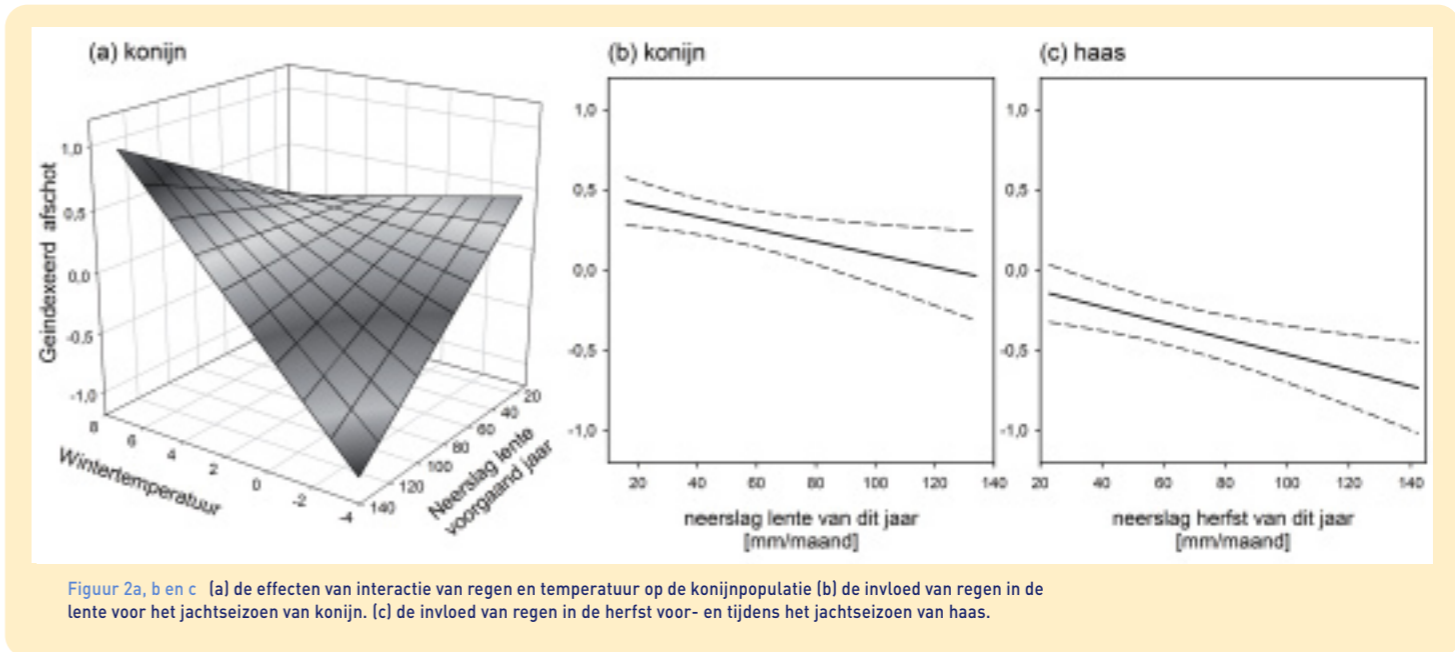 (a) konijn
Geindexeerd afschot
1,0
0,5
0,0
-0,5
-1,0
8
6
4
2
0
-2
-4
Wintertemperatuur
20
40
60
80
100
120
140
Neerslag lente
voorgaand jaar
(b) konijn
1,0
0,5
0,0
-0,5
-1,0
20 40 60 80 100 120 140
neerslag lente van dit jaar
[mm/maand]
(c) haas
1,0
0,5
0,0
-0,5
-1,0
20 40 60 80 100 120 140
neerslag herfst van dit jaar
[mm/maand]
Figuur 2a, b en c (a) de effecten van interactie van regen en temperatuur op de konijnpopulatie (b) de invloed van regen in de
lente voor het jachtseizoen van konijn. (c) de invloed van regen in de herfst voor- en tijdens het jachtseizoen van haas.